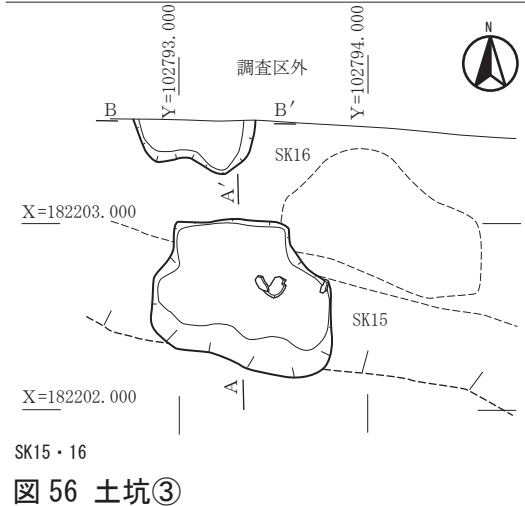 Y=102793.000
Y=102794.000
調査区外
N
B
B′
SK16
A′
X=182203.000
SK15
A
X=182202.000
SK15・16
図 56 土坑③